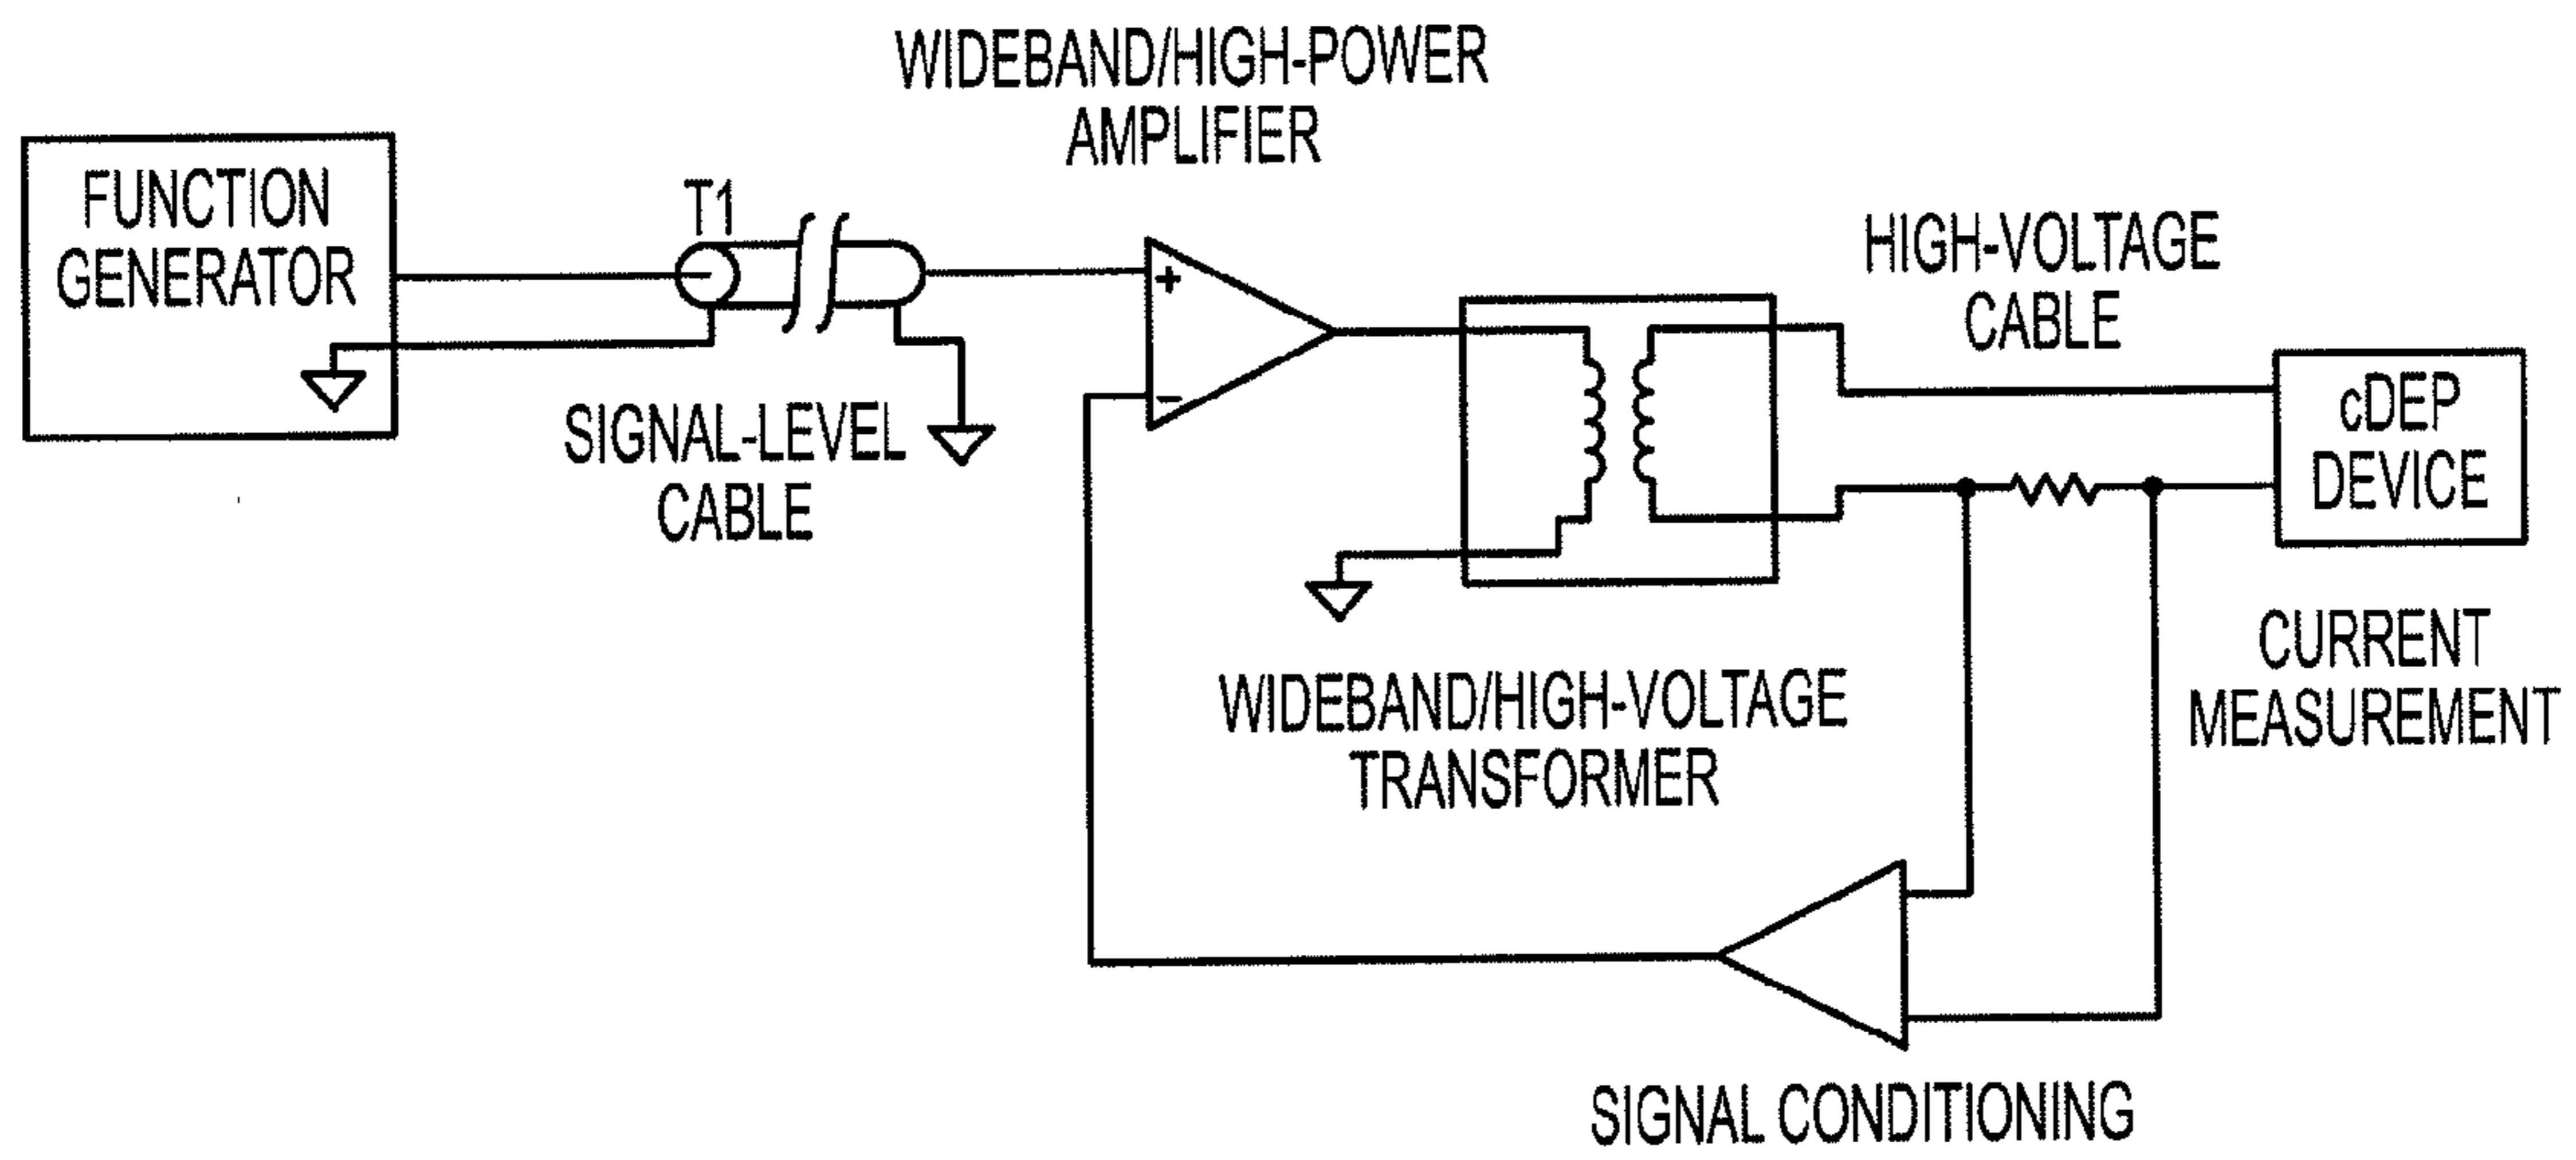 WIDEBAND/HIGH-POWER
AMPLIFIER
FUNCTION
GENERATOR
T1
SIGNAL-LEVEL
CABLE
+
−
HIGH-VOLTAGE
CABLE
cDEP
DEVICE
WIDEBAND/HIGH-VOLTAGE
TRANSFORMER
CURRENT
MEASUREMENT
SIGNAL CONDITIONING